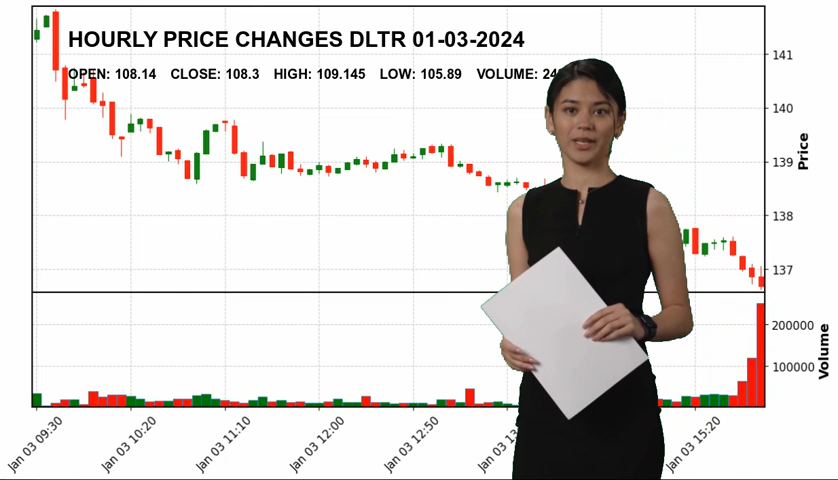 HOURLY PRICE CHANGES DLTR 01-03-2024
OPEN: 108.14 CLOSE: 108.3 HIGH: 109.145 LOW: 105.89 VOLUME:
141
140
139
138
137
Price
200000
100000
Volume
Jan 03 09:30
Jan 03 10:20
Jan 03 11:10
Jan 03 12:00
Jan 03 12:50
Jan 03
Jan 03 15:20